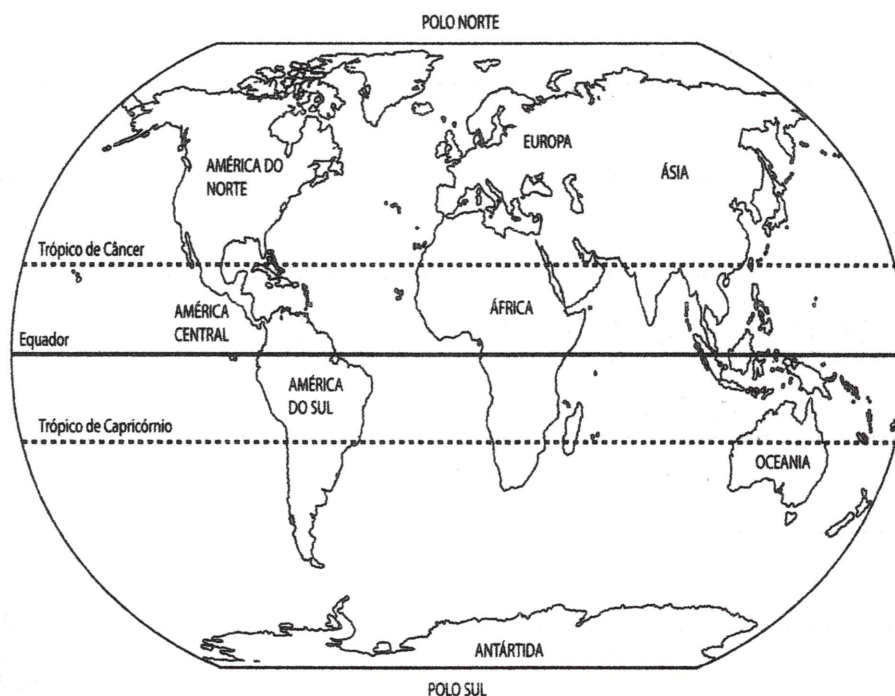 POLO NORTE
EUROPA
AMÉRICA DO
NORTE
ÁSIA
Trópico de Câncer
AMÉRICA
CENTRAL
ÁFRICA
Equador
AMÉRICA
DO SUL
Trópico de Capricórnio
OCEANIA
ANTÁRTIDA
POLO SUL